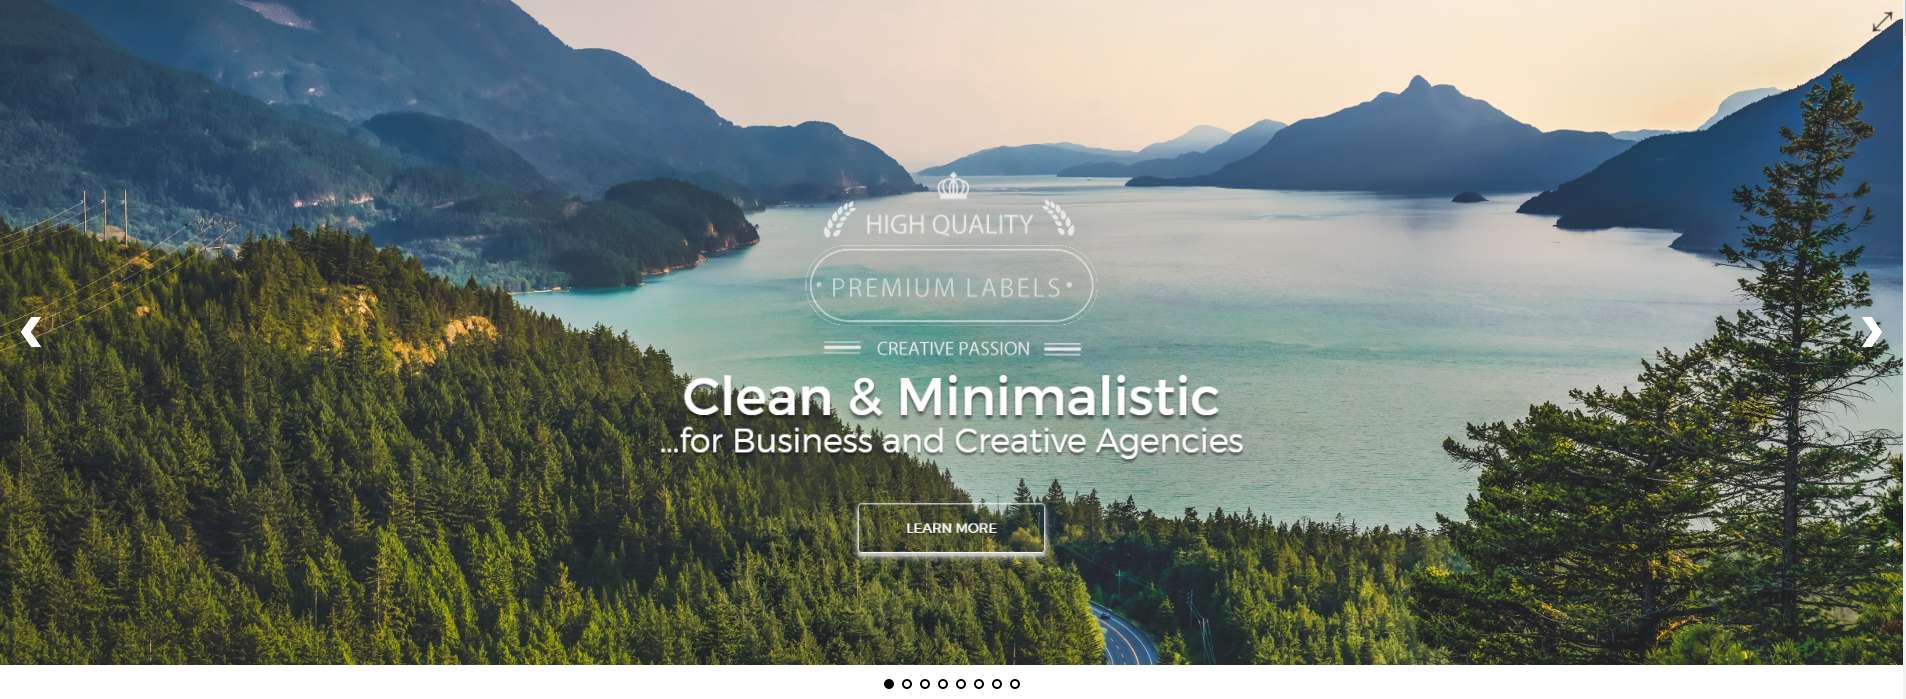 HIGH QUALITY
PREMIUM LABELS
CREATIVE PASSION
Clean & Minimalistic
...for Business and Creative Agencies
LEARN MORE